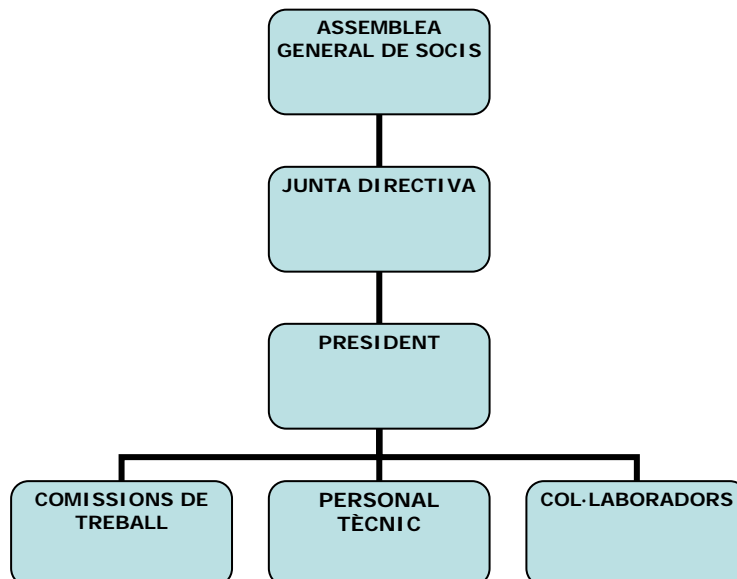 ASSEMBLEA
GENERAL DE SOCIS
JUNTA DIRECTIVA
PRESIDENT
COMISSIONS DE
TREBALL
PERSONAL
TÈCNIC
COL·LABORADORS